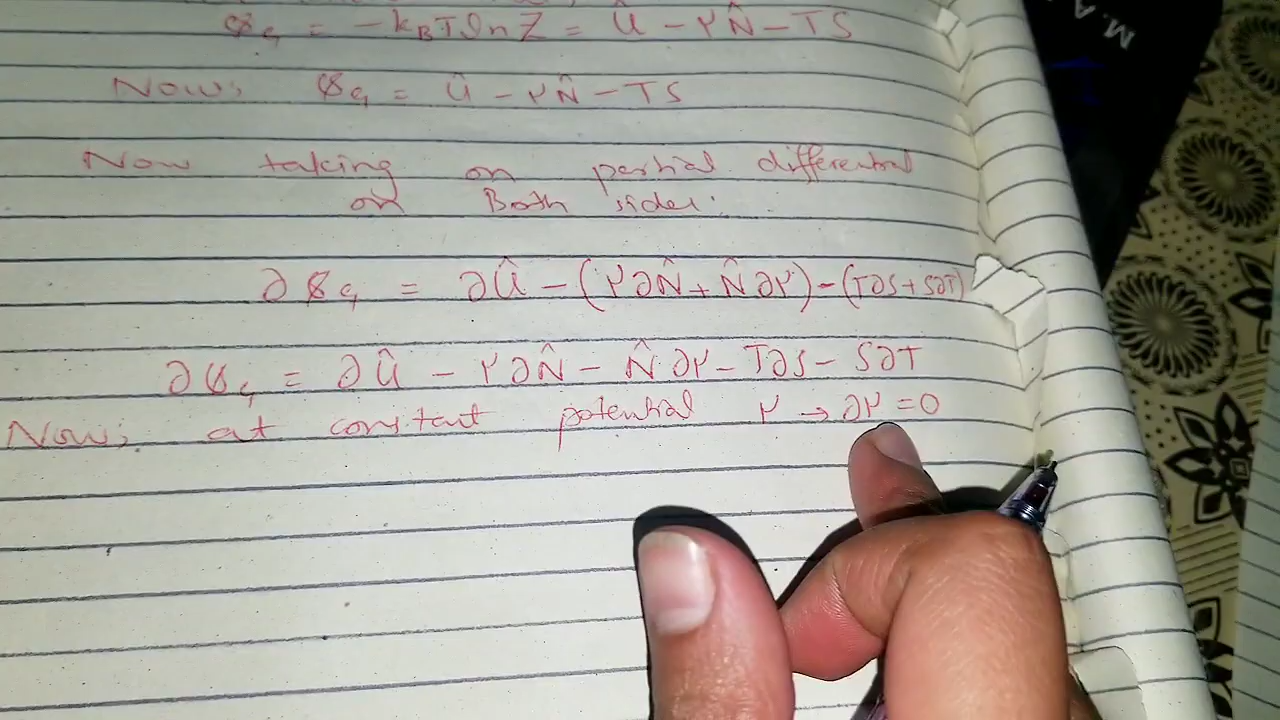 Φ_G = -k_B T ln Z = Û - μN̂ - TS
Now, Φ_G = Û - μN̂ - TS
Now taking on partial differential
on Both sides:
∂Φ_G = ∂Û - (μ∂N̂ + N̂∂μ) - (T∂S + S∂T)
∂Φ_G = ∂Û - μ∂N̂ - N̂∂μ - T∂S - S∂T
Now, at constant potential μ → ∂μ = 0
M.A